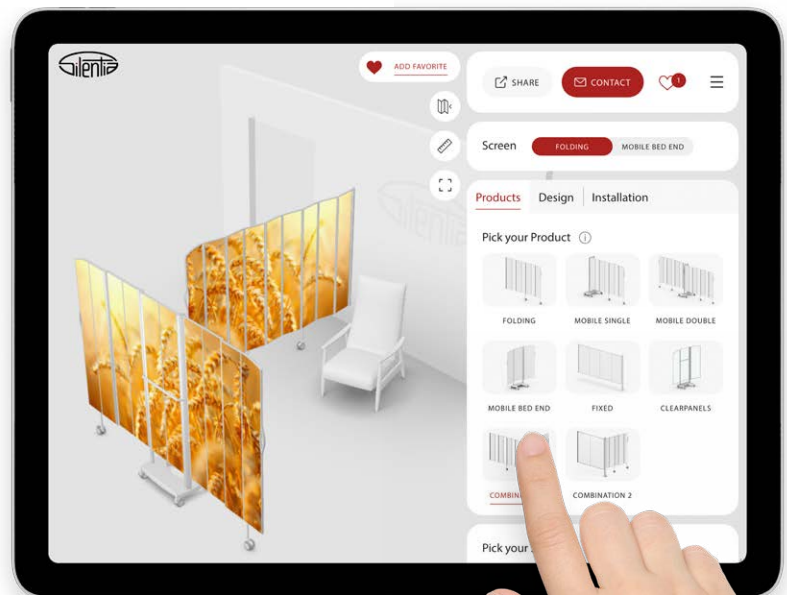 Silentia
ADD FAVORITE
SHARE
CONTACT
1
Screen
FOLDING
MOBILE BED END
Products
Design
Installation
Pick your Product
FOLDING
MOBILE SINGLE
MOBILE DOUBLE
MOBILE BED END
FIXED
CLEARPANELS
COMBIN
COMBINATION 2
Pick your
Silentia